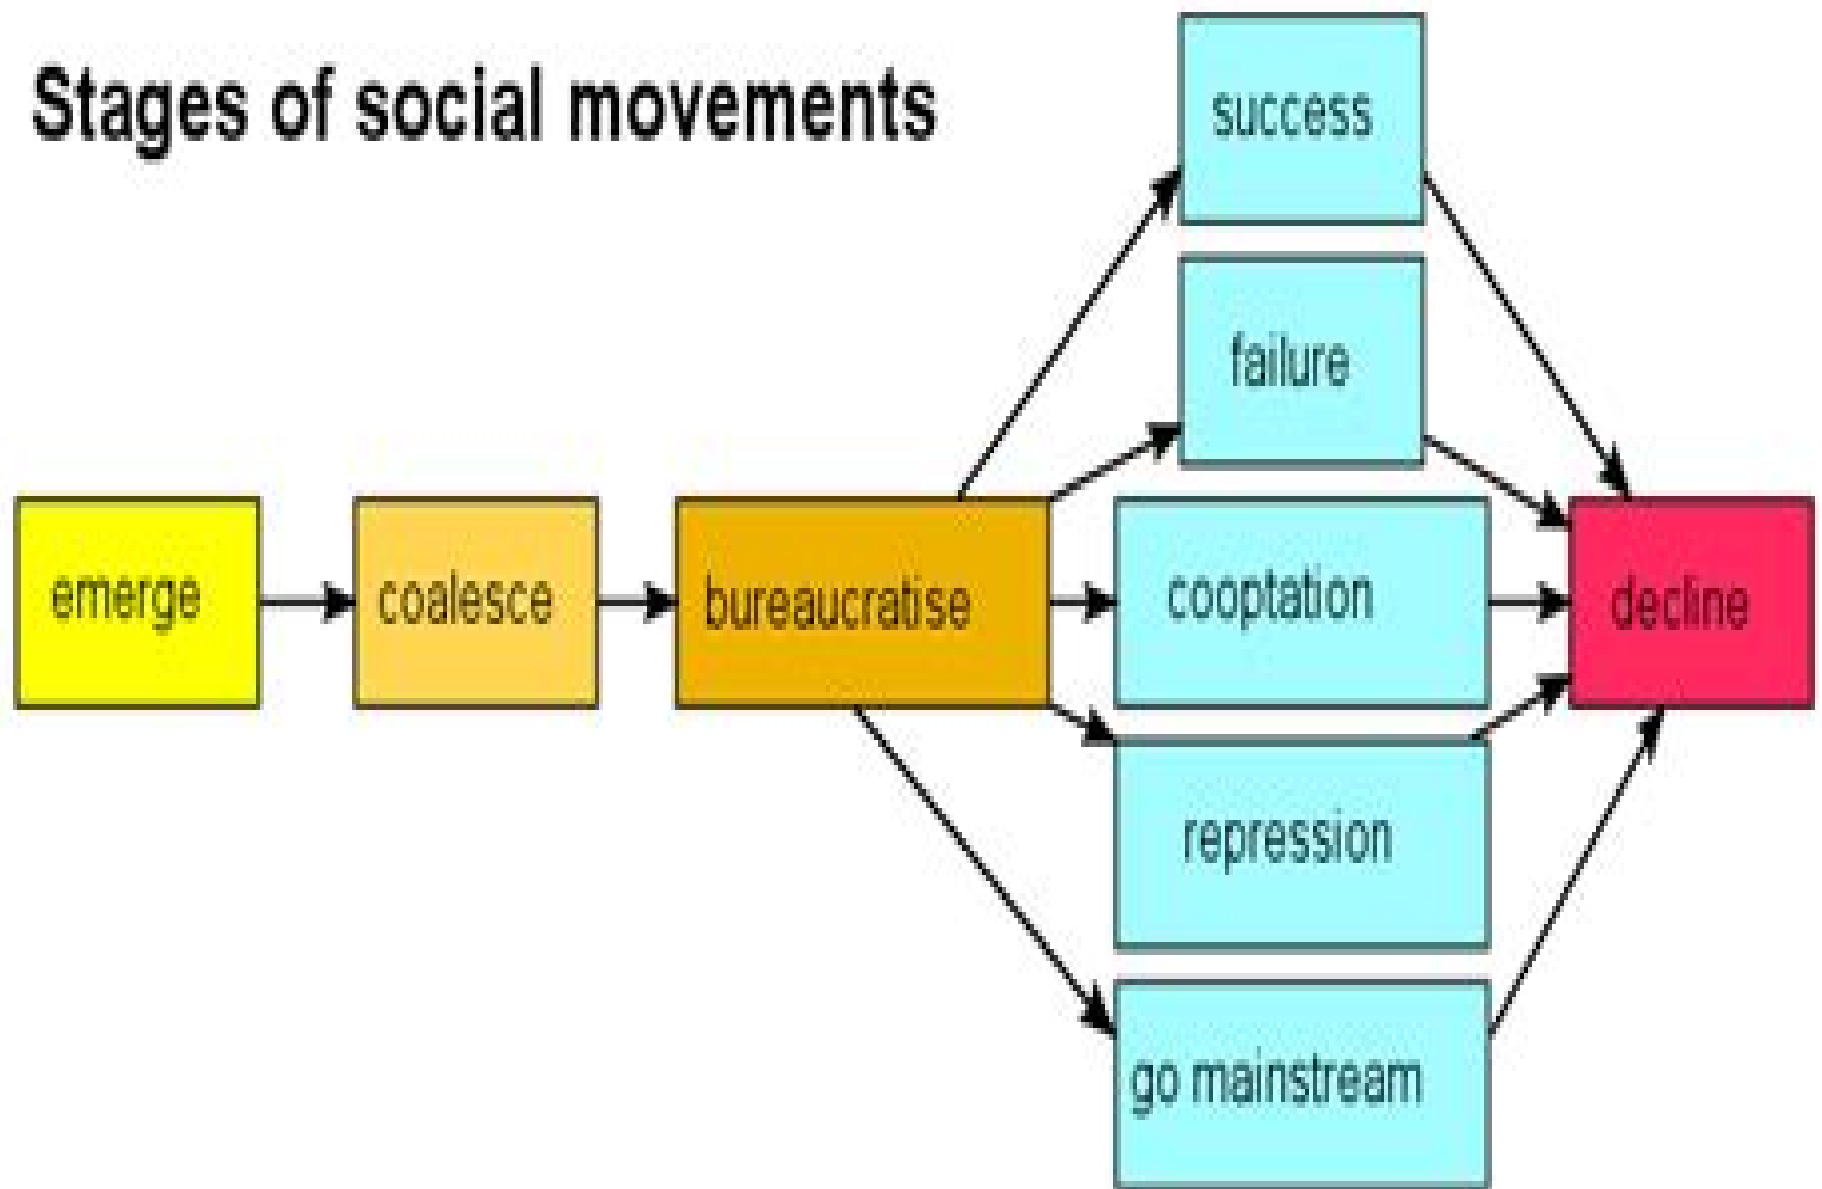 Stages of social movements
success
failure
emerge
coalesce
bureaucratise
cooptation
decline
repression
go mainstream